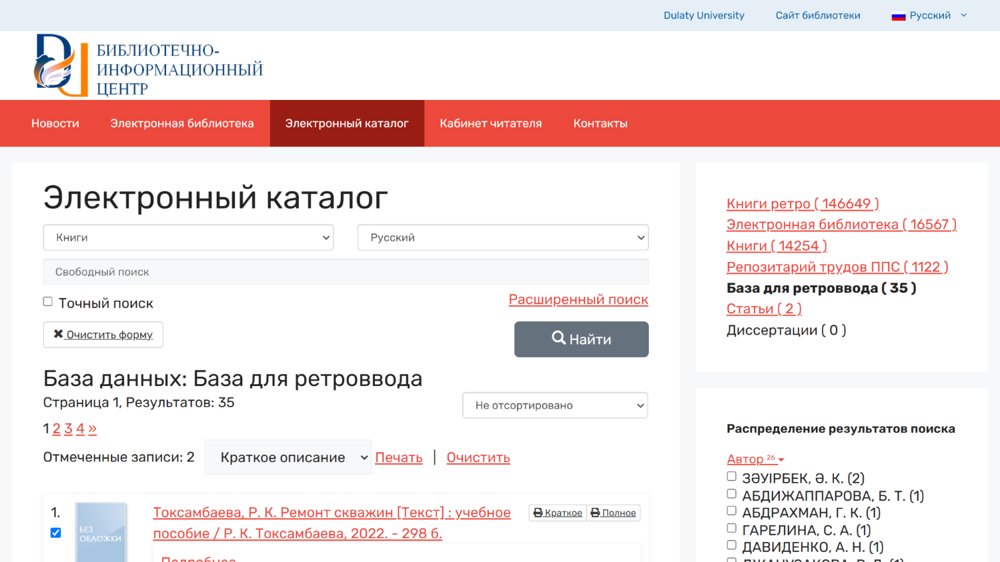 Dulaty University
Сайт библиотеки
Русский
БИБЛИОТЕЧНО-
ИНФОРМАЦИОННЫЙ
ЦЕНТР
Новости
Электронная библиотека
Электронный каталог
Кабинет читателя
Контакты
Электронный каталог
Книги
Русский
Свободный поиск
Точный поиск
Расширенный поиск
Очистить форму
Найти
База данных: База для ретроввода
Страница 1, Результатов: 35
Не отсортировано
1 2 3 4 »
Отмеченные записи: 2
Краткое описание
Печать | Очистить
1.
БЕЗ
ОБЛОЖКИ
Токсамбаева, Р. К. Ремонт скважин [Текст] : учебное
пособие / Р. К. Токсамбаева, 2022. - 298 б.
Краткое
Полное
Подробнее
Книги ретро ( 146649 )
Электронная библиотека ( 16567 )
Книги ( 14254 )
Репозитарий трудов ППС ( 1122 )
База для ретроввода ( 35 )
Статьи ( 2 )
Диссертации ( 0 )
Распределение результатов поиска
Автор 26
ЗӘУІРБЕК, Ә. К. (2)
АБДИЖАППАРОВА, Б. Т. (1)
АБДРАХМАН, Г. К. (1)
ГАРЕЛИНА, С. А. (1)
ДАВИДЕНКО, А. Н. (1)